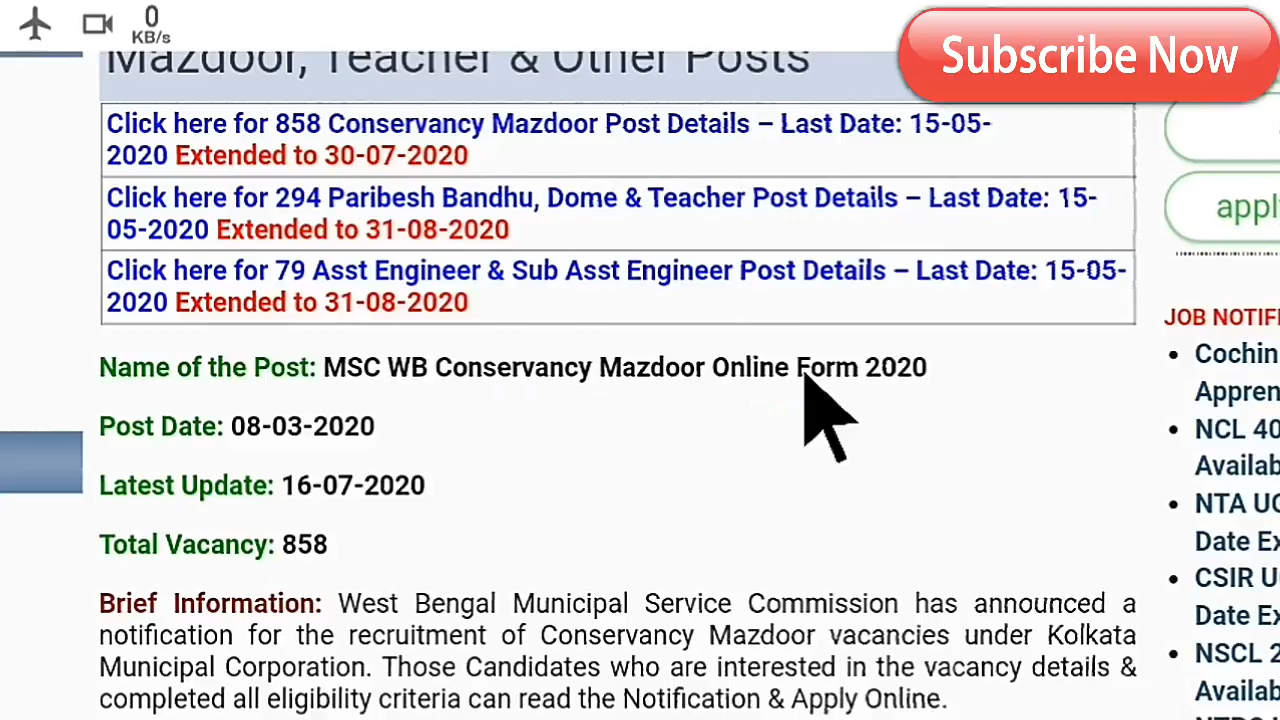 0
KB/s
Subscribe Now
Mazdoor, Teacher & Other Posts
Click here for 858 Conservancy Mazdoor Post Details – Last Date: 15-05-
2020 Extended to 30-07-2020
Click here for 294 Paribesh Bandhu, Dome & Teacher Post Details – Last Date: 15-
05-2020 Extended to 31-08-2020
Click here for 79 Asst Engineer & Sub Asst Engineer Post Details – Last Date: 15-05-
2020 Extended to 31-08-2020
Name of the Post: MSC WB Conservancy Mazdoor Online Form 2020
Post Date: 08-03-2020
Latest Update: 16-07-2020
Total Vacancy: 858
Brief Information: West Bengal Municipal Service Commission has announced a
notification for the recruitment of Conservancy Mazdoor vacancies under Kolkata
Municipal Corporation. Those Candidates who are interested in the vacancy details &
completed all eligibility criteria can read the Notification & Apply Online.
apply
JOB NOTIF
Cochin
Appren
NCL 40
Availab
NTA UG
Date Ex
CSIR U
Date Ex
NSCL 2
Availab